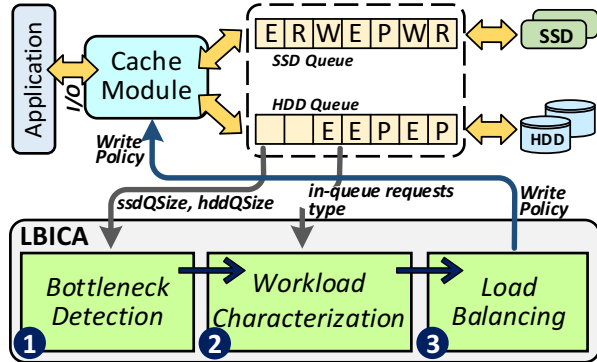 Application
I/O
Cache
Module
E R W E P W R
SSD Queue
SSD
HDD Queue
E E P E P
HDD
Write
Policy
ssdQSize, hddQSize
in-queue requests
type
Write
Policy
LBICA
Bottleneck
Detection
1
Workload
Characterization
2
Load
Balancing
3